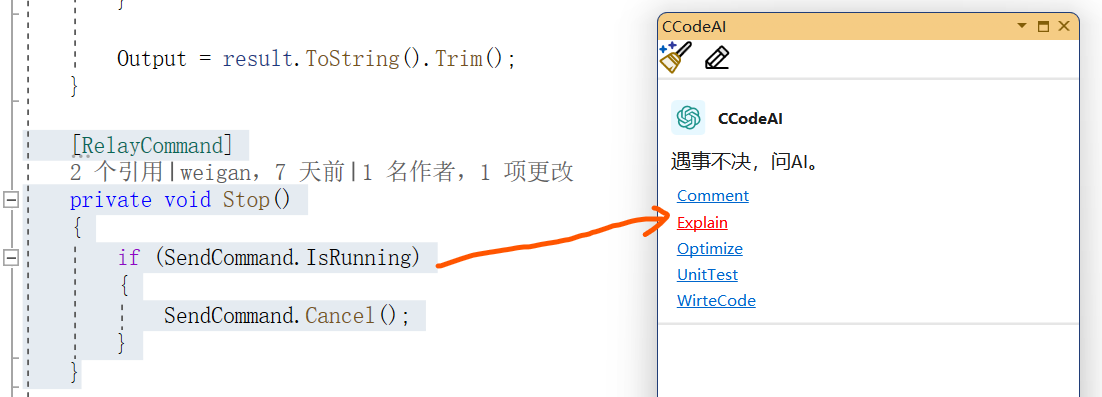 }
Output = result.ToString().Trim();
}
[RelayCommand]
2 个引用|weigan，7 天前|1 名作者，1 项更改
private void Stop()
{
if (SendCommand.IsRunning)
{
SendCommand.Cancel();
}
}
CCodeAI
CCodeAI
遇事不决，问AI。
Comment
Explain
Optimize
UnitTest
WirteCode